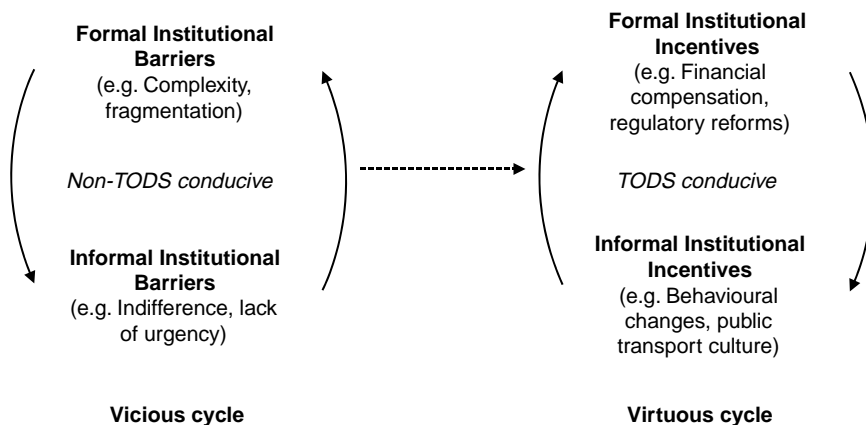 Formal Institutional
Barriers
(e.g. Complexity,
fragmentation)
Non-TODS conducive
Informal Institutional
Barriers
(e.g. Indifference, lack
of urgency)
Vicious cycle
Formal Institutional
Incentives
(e.g. Financial
compensation,
regulatory reforms)
TODS conducive
Informal Institutional
Incentives
(e.g. Behavioural
changes, public
transport culture)
Virtuous cycle